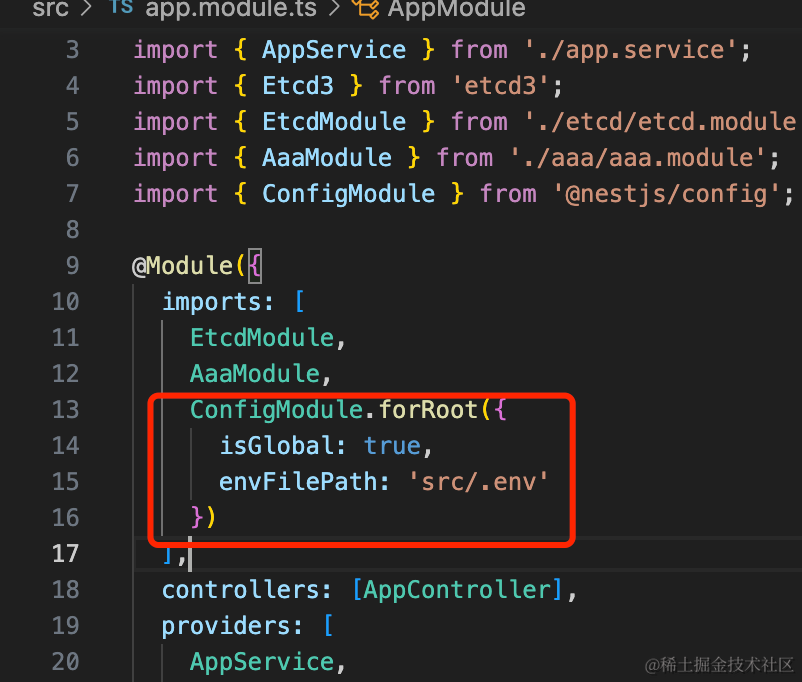 src > TS app.module.ts > AppModule
3 import { AppService } from './app.service';
4 import { Etcd3 } from 'etcd3';
5 import { EtcdModule } from './etcd/etcd.module
6 import { AaaModule } from './aaa/aaa.module';
7 import { ConfigModule } from '@nestjs/config';
8
9 @Module({
10 imports: [
11 EtcdModule,
12 AaaModule,
13 ConfigModule.forRoot({
14 isGlobal: true,
15 envFilePath: 'src/.env'
16 })
17 ],
18 controllers: [AppController],
19 providers: [
20 AppService,
@稀土掘金技术社区